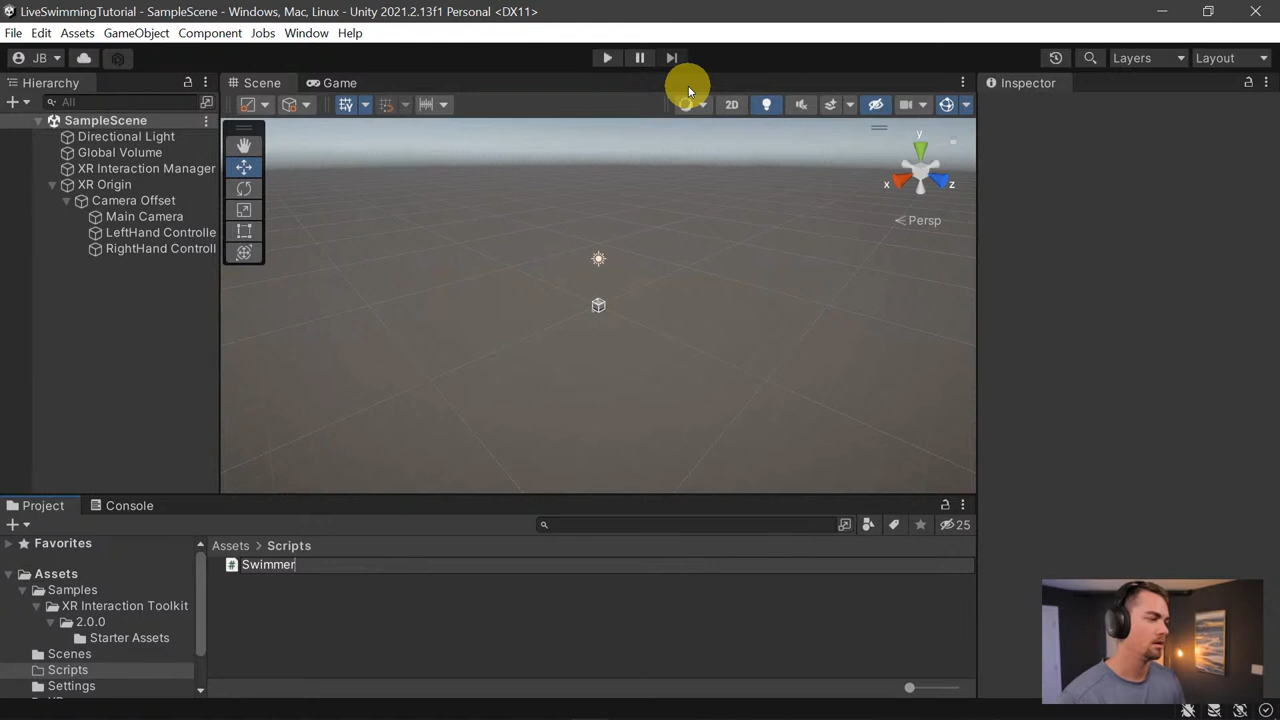 LiveSwimmingTutorial - SampleScene - Windows, Mac, Linux - Unity 2021.2.13f1 Personal <DX11>
File Edit Assets GameObject Component Jobs Window Help
JB Layers Layout
Hierarchy Scene Game Inspector
All 2D
SampleScene
Directional Light
Global Volume
XR Interaction Manager
XR Origin
Camera Offset
Main Camera
LeftHand Controlle
RightHand Controll
y
x z
Persp
Project Console
25
Favorites
Assets > Scripts
# Swimmer
Assets
Samples
XR Interaction Toolkit
2.0.0
Starter Assets
Scenes
Scripts
Settings